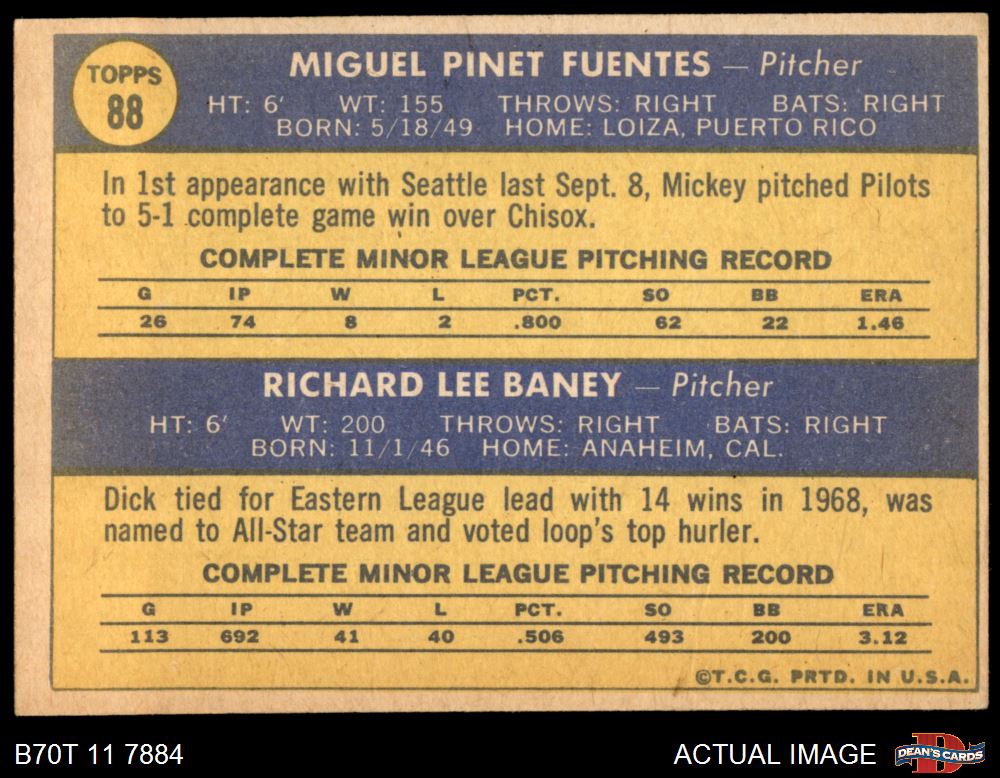 TOPPS
88
MIGUEL PINET FUENTES — Pitcher
HT: 6' WT: 155 THROWS: RIGHT BATS: RIGHT
BORN: 5/18/49 HOME: LOIZA, PUERTO RICO
In 1st appearance with Seattle last Sept. 8, Mickey pitched Pilots
to 5-1 complete game win over Chisox.
COMPLETE MINOR LEAGUE PITCHING RECORD
G IP W L PCT. SO BB ERA
26 74 8 2 .800 62 22 1.46
RICHARD LEE BANEY — Pitcher
HT: 6' WT: 200 THROWS: RIGHT BATS: RIGHT
BORN: 11/1/46 HOME: ANAHEIM, CAL.
Dick tied for Eastern League lead with 14 wins in 1968, was
named to All-Star team and voted loop's top hurler.
COMPLETE MINOR LEAGUE PITCHING RECORD
G IP W L PCT. SO BB ERA
113 692 41 40 .506 493 200 3.12
©T.C.G. PRTD. IN U.S.A.
B70T 11 7884 ACTUAL IMAGE DEAN'S CARDS